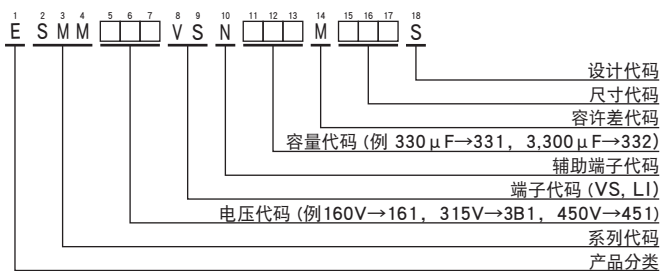 1 2 3 4 5 6 7 8 9 10 11 12 13 14 15 16 17 18
E SMM □□□ VS N □□□ M □□□ S
设计代码
尺寸代码
容许差代码
容量代码 (例 330μF→331, 3,300μF→332)
辅助端子代码
端子代码 (VS, LI)
电压代码 (例160V→161, 315V→3B1, 450V→451)
系列代码
产品分类